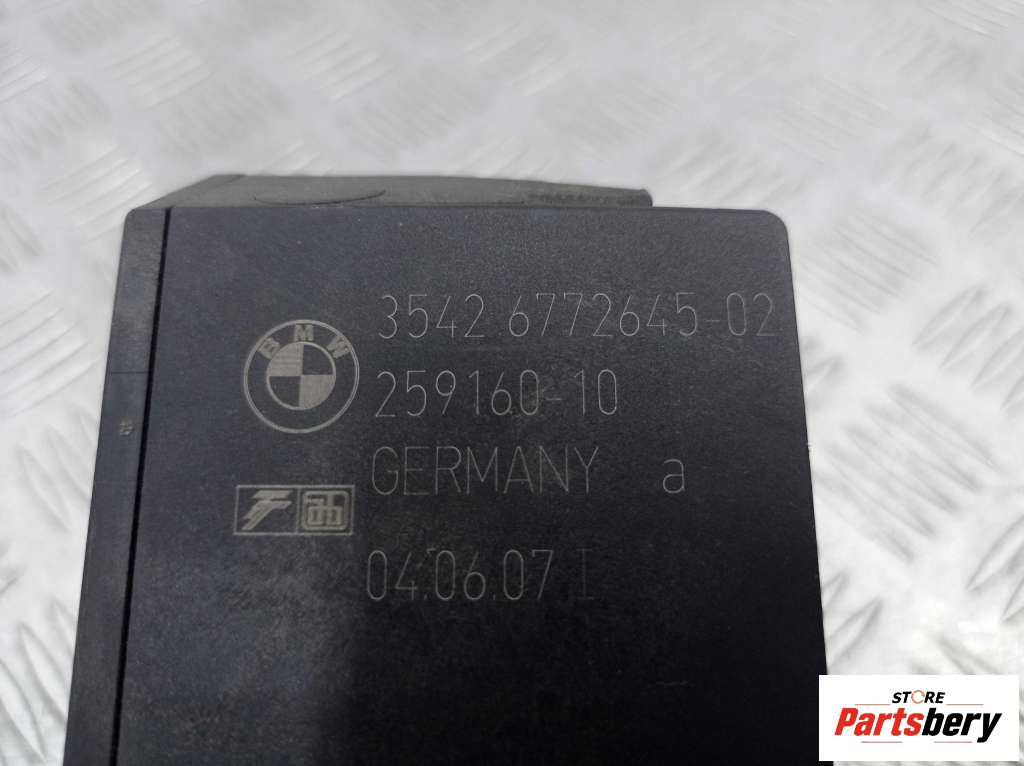 3542 6772645-02
BMW
259160-10
GERMANY a
04.06.07 I
STORE
Partsbery